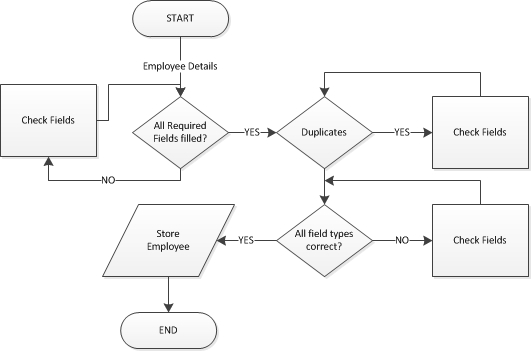 START
Employee Details
Check Fields
All Required
Fields filled?
YES
Duplicates
YES
Check Fields
NO
Store
Employee
YES
All field types
correct?
NO
Check Fields
END